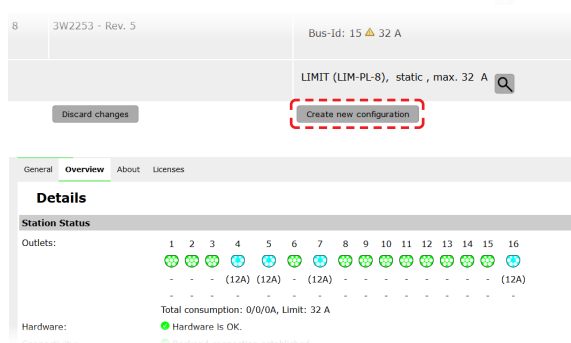 8 3W2253 - Rev. 5 Bus-Id: 15 32 A
LIMIT (LIM-PL-8), static , max. 32 A
Discard changes Create new configuration
General Overview About Licenses
Details
Station Status
Outlets: 1 2 3 4 5 6 7 8 9 10 11 12 13 14 15 16
- - - (12A) (12A) - (12A) - - - - - - - - (12A)
- - - - - - - - - - - - - - - -
Total consumption: 0/0/0A, Limit: 32 A
Hardware: Hardware is OK.